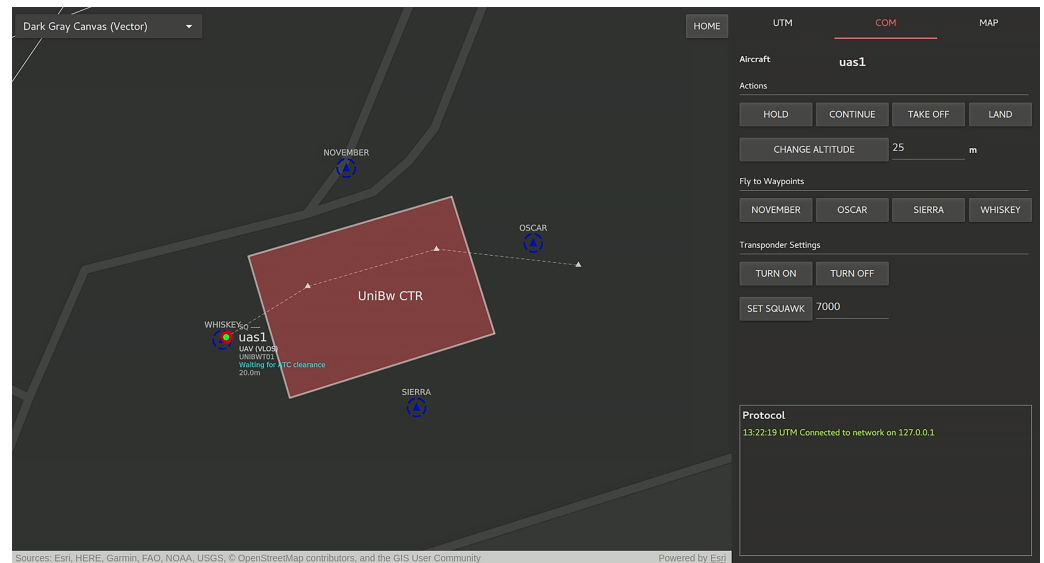 Dark Gray Canvas (Vector)
HOME
NOVEMBER
OSCAR
UniBw CTR
WHISKEY
SQ ----
uas1
UAV (VLOS)
UNIBWT01
Waiting for ATC clearance
20.0m
SIERRA
Sources: Esri, HERE, Garmin, FAO, NOAA, USGS, © OpenStreetMap contributors, and the GIS User Community
Powered by Esri
UTM COM MAP
Aircraft uas1
Actions
HOLD CONTINUE TAKE OFF LAND
CHANGE ALTITUDE 25 m
Fly to Waypoints
NOVEMBER OSCAR SIERRA WHISKEY
Transponder Settings
TURN ON TURN OFF
SET SQUAWK 7000
Protocol
13:22:19 UTM Connected to network on 127.0.0.1